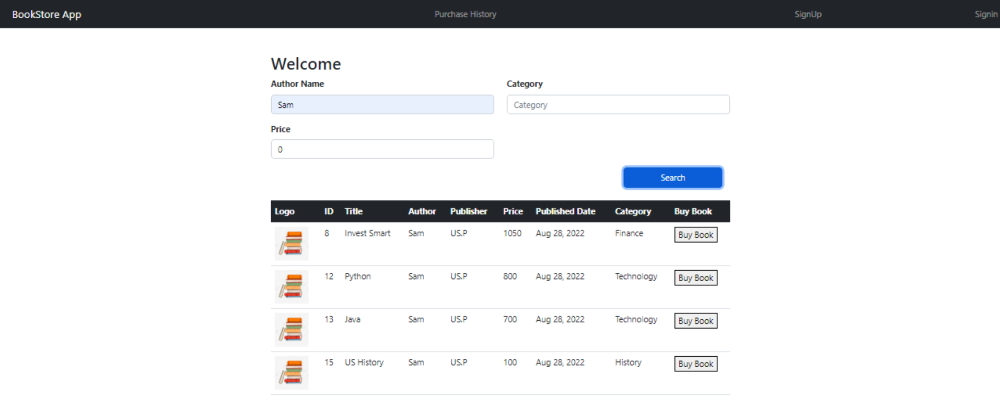 BookStore App Purchase History SignUp Signin
Welcome
Author Name Category
Sam Category
Price
0
Search
Logo ID Title Author Publisher Price Published Date Category Buy Book
8 Invest Smart Sam US.P 1050 Aug 28, 2022 Finance Buy Book
12 Python Sam US.P 800 Aug 28, 2022 Technology Buy Book
13 Java Sam US.P 700 Aug 28, 2022 Technology Buy Book
15 US History Sam US.P 100 Aug 28, 2022 History Buy Book